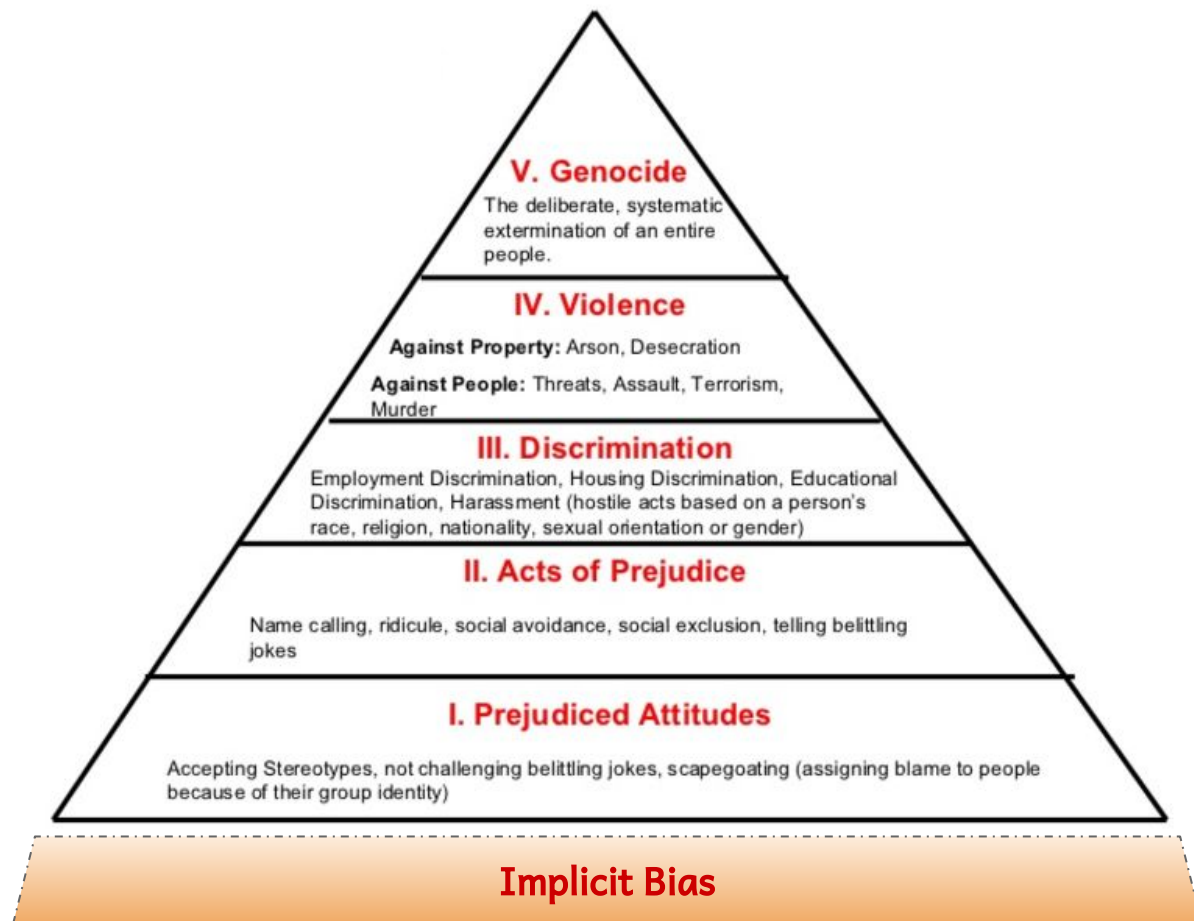 V. Genocide
The deliberate, systematic
extermination of an entire
people.
IV. Violence
Against Property: Arson, Desecration
Against People: Threats, Assault, Terrorism,
Murder
III. Discrimination
Employment Discrimination, Housing Discrimination, Educational
Discrimination, Harassment (hostile acts based on a person's
race, religion, nationality, sexual orientation or gender)
II. Acts of Prejudice
Name calling, ridicule, social avoidance, social exclusion, telling belittling
jokes
I. Prejudiced Attitudes
Accepting Stereotypes, not challenging belittling jokes, scapegoating (assigning blame to people
because of their group identity)
Implicit Bias